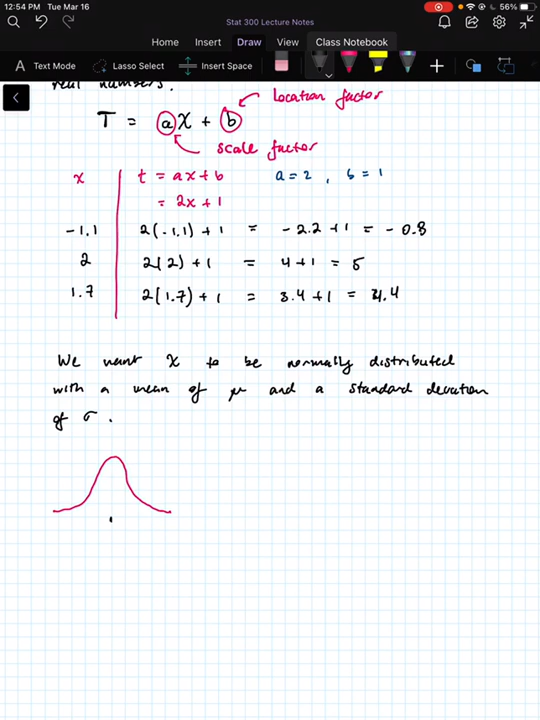 12:54 PM Tue Mar 16
56%
Stat 300 Lecture Notes
Home Insert Draw View Class Notebook
Text Mode Lasso Select Insert Space
real numbers.
T = aX + b
location factor
scale factor
x t = ax + b a = 2 , b = 1
= 2x + 1
-1.1 2(-1.1) + 1 = -2.2 + 1 = -0.8
2 2(2) + 1 = 4 + 1 = 5
1.7 2(1.7) + 1 = 3.4 + 1 = 4.4
We want X to be normally distributed
with a mean of μ and a standard devation
of σ.